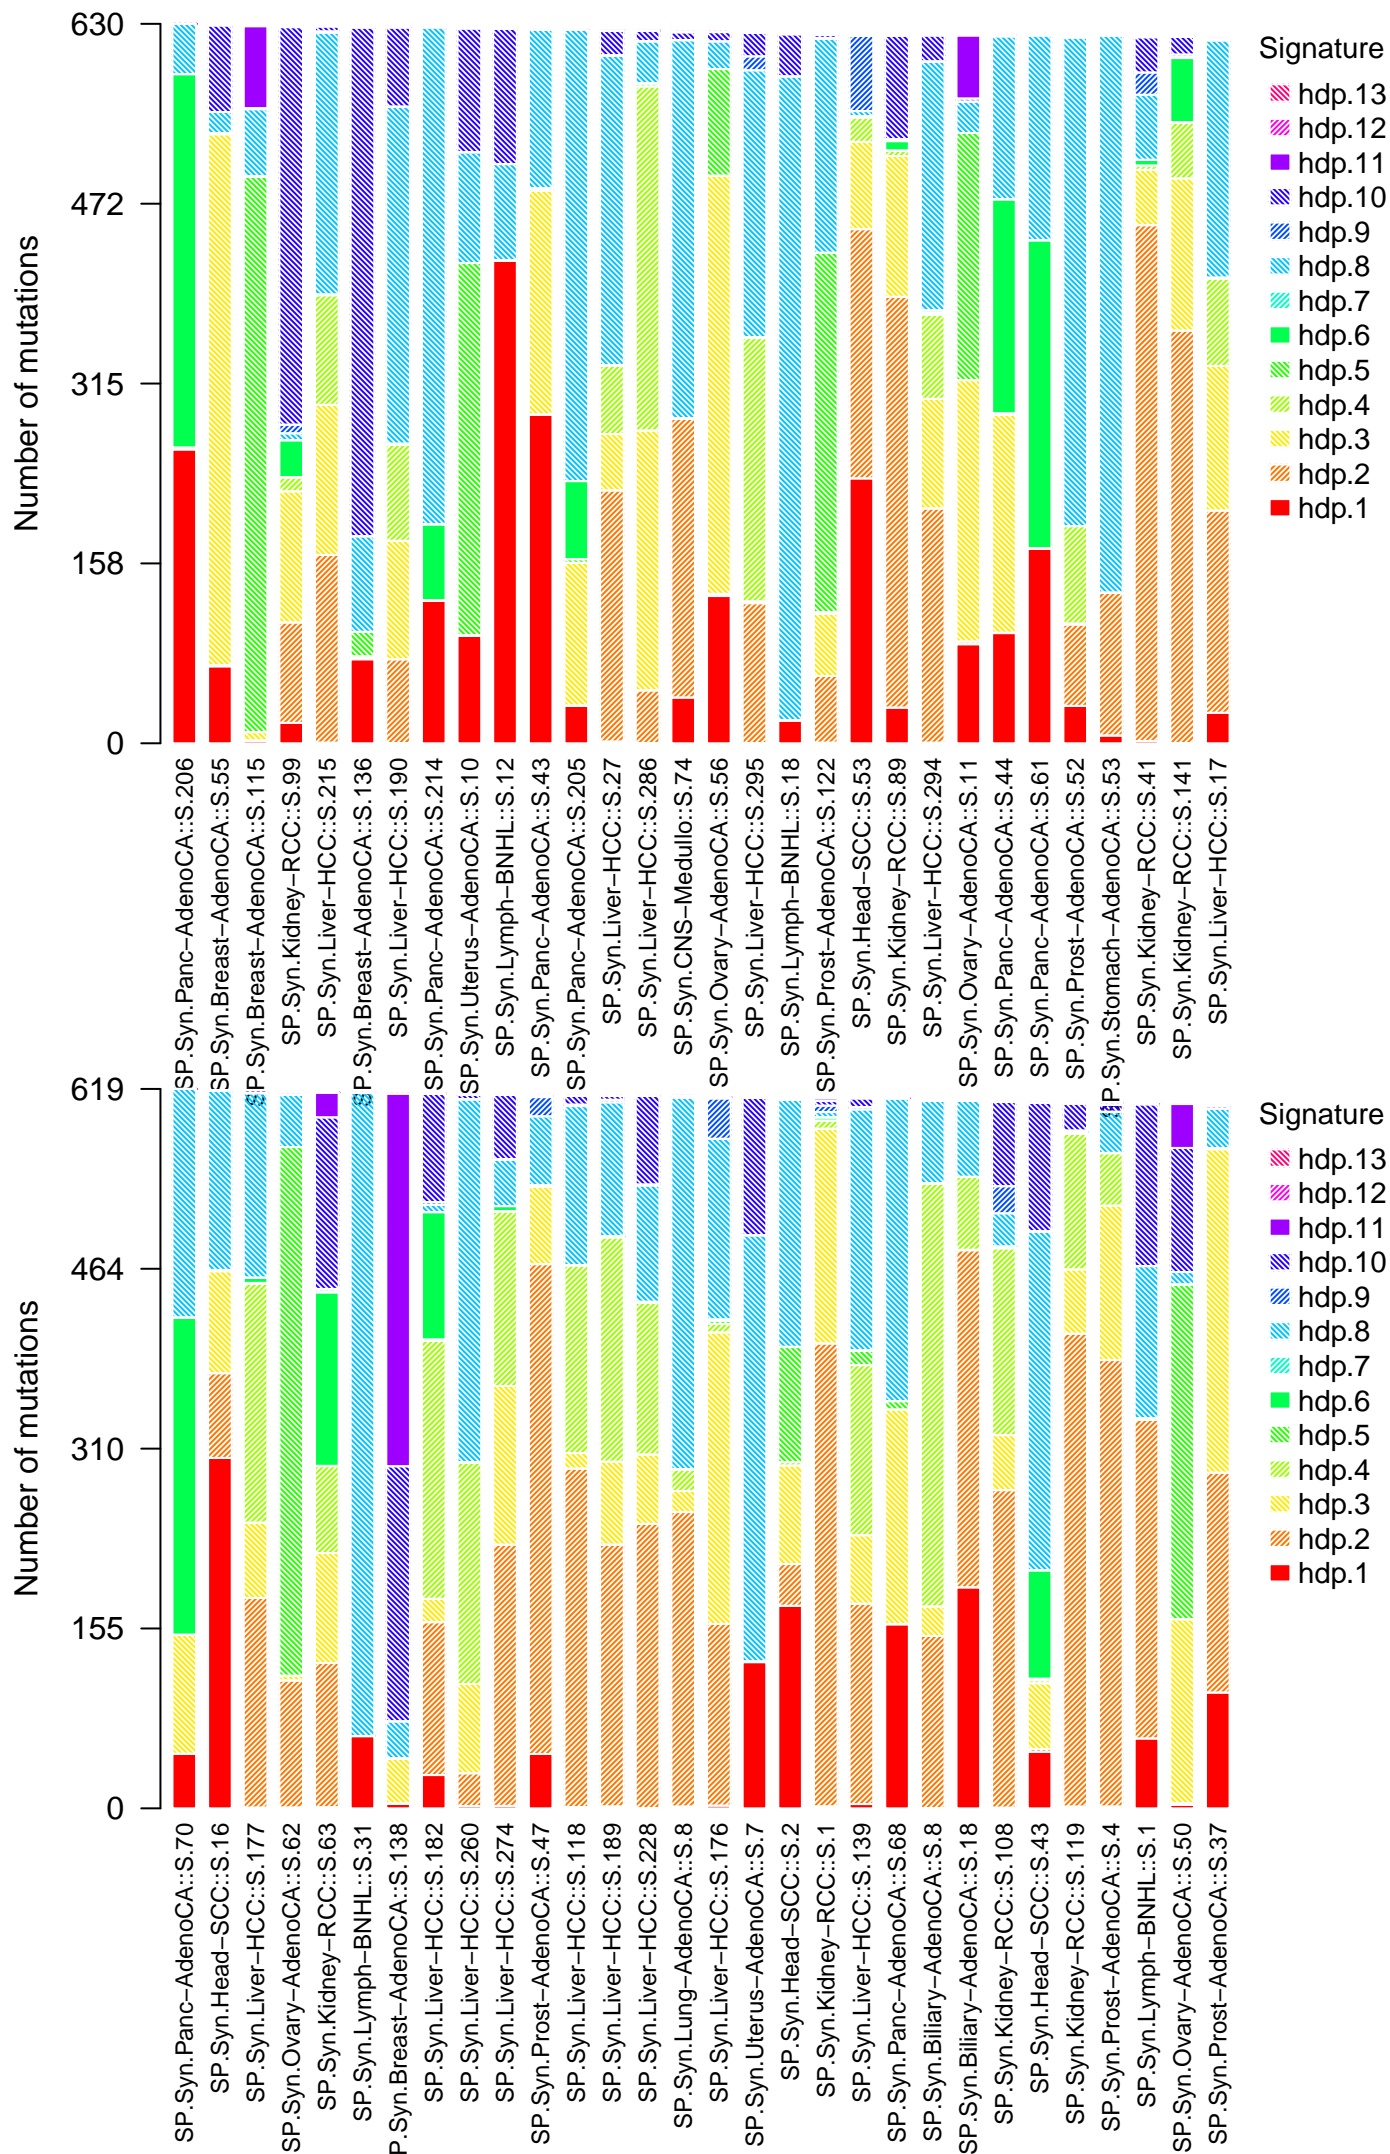 Number of mutations
630
472
315
158
0
Signature
hdp.13
hdp.12
hdp.11
hdp.10
hdp.9
hdp.8
hdp.7
hdp.6
hdp.5
hdp.4
hdp.3
hdp.2
hdp.1
SP.Syn.Panc−AdenoCA::S.206
SP.Syn.Breast−AdenoCA::S.55
SP.Syn.Breast−AdenoCA::S.115
SP.Syn.Kidney−RCC::S.99
SP.Syn.Liver−HCC::S.215
SP.Syn.Breast−AdenoCA::S.136
SP.Syn.Liver−HCC::S.190
SP.Syn.Panc−AdenoCA::S.214
SP.Syn.Uterus−AdenoCA::S.10
SP.Syn.Lymph−BNHL::S.12
SP.Syn.Panc−AdenoCA::S.43
SP.Syn.Panc−AdenoCA::S.205
SP.Syn.Liver−HCC::S.27
SP.Syn.Liver−HCC::S.286
SP.Syn.CNS−Medullo::S.74
SP.Syn.Ovary−AdenoCA::S.56
SP.Syn.Liver−HCC::S.295
SP.Syn.Lymph−BNHL::S.18
SP.Syn.Prost−AdenoCA::S.122
SP.Syn.Head−SCC::S.53
SP.Syn.Kidney−RCC::S.89
SP.Syn.Liver−HCC::S.294
SP.Syn.Ovary−AdenoCA::S.11
SP.Syn.Panc−AdenoCA::S.44
SP.Syn.Panc−AdenoCA::S.61
SP.Syn.Prost−AdenoCA::S.52
SP.Syn.Stomach−AdenoCA::S.53
SP.Syn.Kidney−RCC::S.41
SP.Syn.Kidney−RCC::S.141
SP.Syn.Liver−HCC::S.17
Number of mutations
619
464
310
155
0
Signature
hdp.13
hdp.12
hdp.11
hdp.10
hdp.9
hdp.8
hdp.7
hdp.6
hdp.5
hdp.4
hdp.3
hdp.2
hdp.1
SP.Syn.Panc−AdenoCA::S.70
SP.Syn.Head−SCC::S.16
SP.Syn.Liver−HCC::S.177
SP.Syn.Ovary−AdenoCA::S.62
SP.Syn.Kidney−RCC::S.63
SP.Syn.Lymph−BNHL::S.31
P.Syn.Breast−AdenoCA::S.138
SP.Syn.Liver−HCC::S.182
SP.Syn.Liver−HCC::S.260
SP.Syn.Liver−HCC::S.274
SP.Syn.Prost−AdenoCA::S.47
SP.Syn.Liver−HCC::S.118
SP.Syn.Liver−HCC::S.189
SP.Syn.Liver−HCC::S.228
SP.Syn.Lung−AdenoCA::S.8
SP.Syn.Liver−HCC::S.176
SP.Syn.Uterus−AdenoCA::S.7
SP.Syn.Head−SCC::S.2
SP.Syn.Kidney−RCC::S.1
SP.Syn.Liver−HCC::S.139
SP.Syn.Panc−AdenoCA::S.68
SP.Syn.Biliary−AdenoCA::S.8
SP.Syn.Biliary−AdenoCA::S.18
SP.Syn.Kidney−RCC::S.108
SP.Syn.Head−SCC::S.43
SP.Syn.Kidney−RCC::S.119
SP.Syn.Prost−AdenoCA::S.4
SP.Syn.Lymph−BNHL::S.1
SP.Syn.Ovary−AdenoCA::S.50
SP.Syn.Prost−AdenoCA::S.37